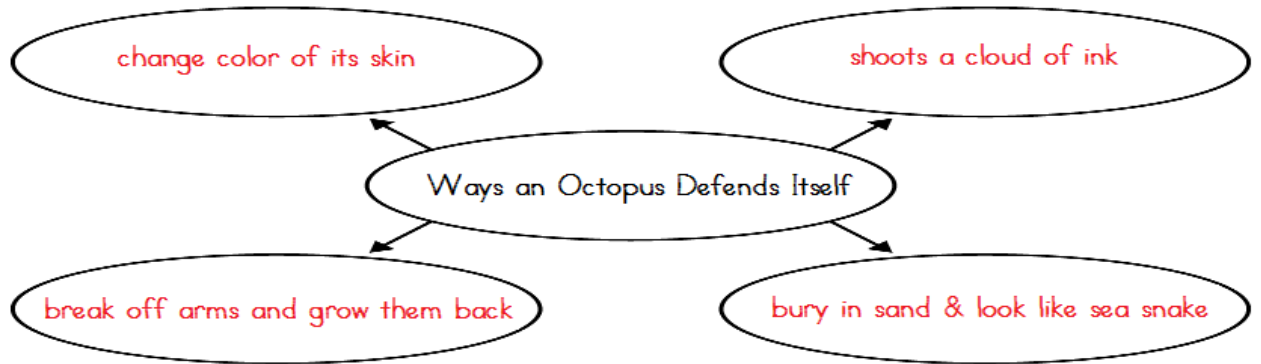 change color of its skin
shoots a cloud of ink
Ways an Octopus Defends Itself
break off arms and grow them back
bury in sand & look like sea snake